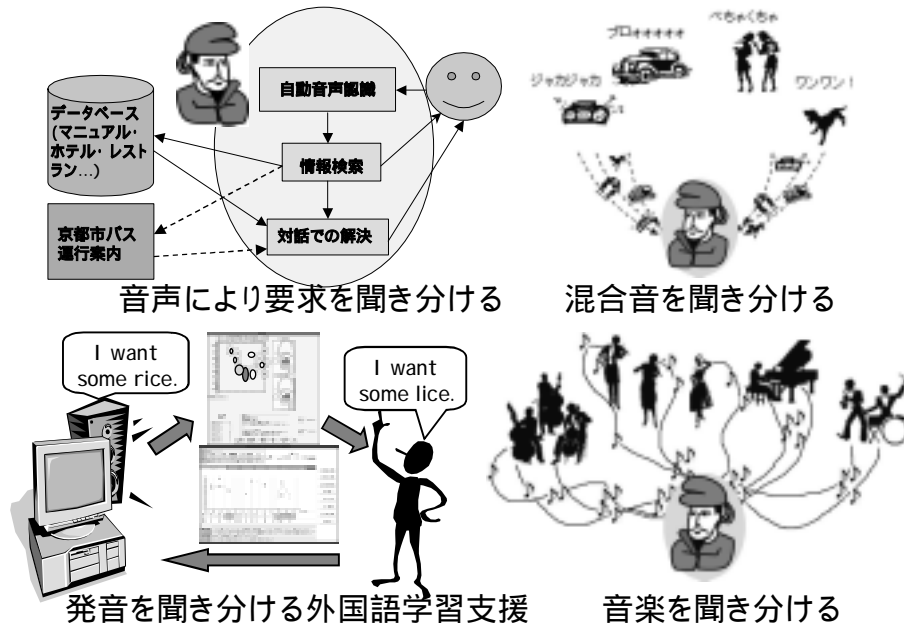 自動音声認識
データベース
(マニュアル・
ホテル・レスト
ラン...)
情報検索
京都市バス
運行案内
対話での解決
音声により要求を聞き分ける
ぺちゃくちゃ
ブロォォォォォ
ジャカジャカ
ワンワン!
混合音を聞き分ける
I want
some rice.
I want
some lice.
発音を聞き分ける外国語学習支援
音楽を聞き分ける